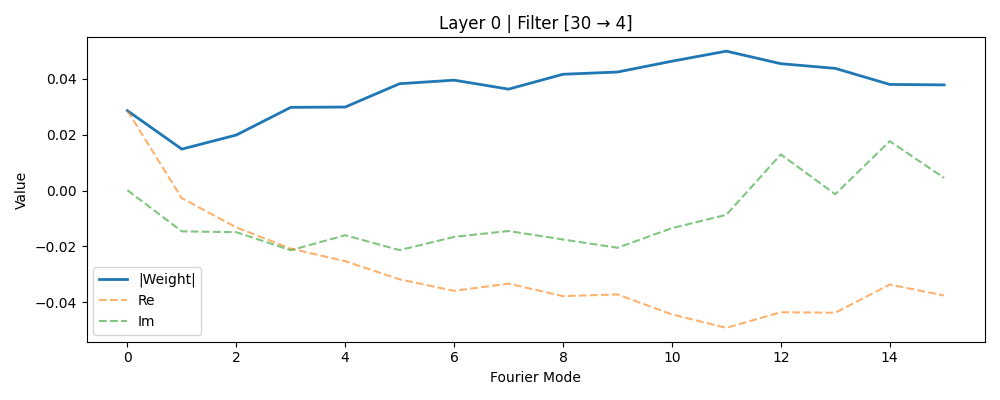 Layer 0 | Filter [30 → 4]
Value
0.04
0.02
0.00
−0.02
−0.04
|Weight|
Re
Im
0 2 4 6 8 10 12 14
Fourier Mode